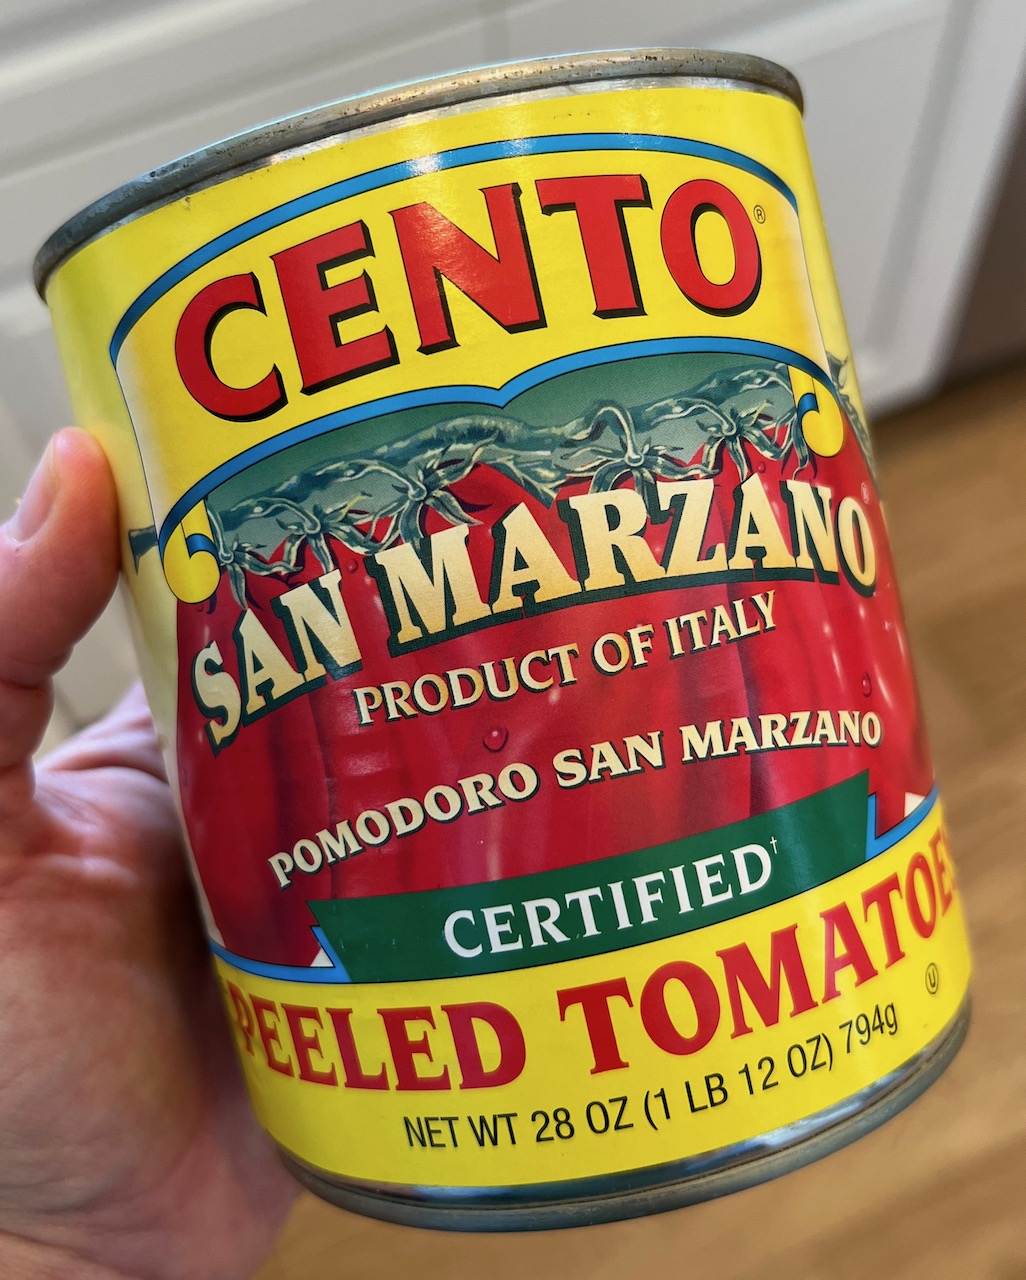 CENTO®
SAN MARZANO®
PRODUCT OF ITALY
POMODORO SAN MARZANO
CERTIFIED†
PEELED TOMATOES
U
NET WT 28 OZ (1 LB 12 OZ) 794g